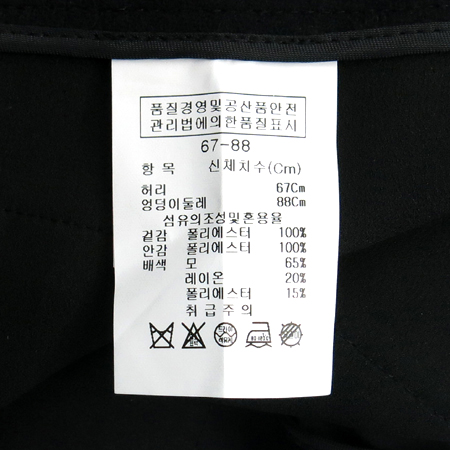 품질경영및공산품안전
관리법에의한품질표시
67-88
항 목 신체치수(Cm)
허리 67Cm
엉덩이둘레 88Cm
섬유의조성및혼용율
겉감 폴리에스터 100%
안감 폴리에스터 100%
배색 모 65%
레이온 20%
폴리에스터 15%
취급주의